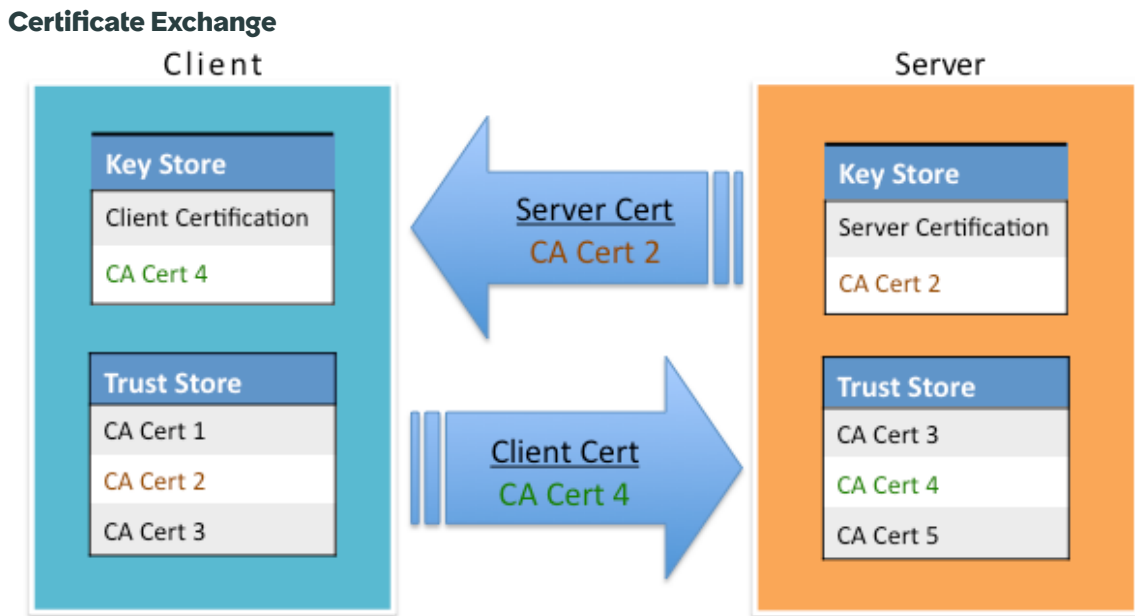 Certificate Exchange
Client
Key Store
Client Certification
CA Cert 4
Trust Store
CA Cert 1
CA Cert 2
CA Cert 3
Server Cert
CA Cert 2
Client Cert
CA Cert 4
Server
Key Store
Server Certification
CA Cert 2
Trust Store
CA Cert 3
CA Cert 4
CA Cert 5